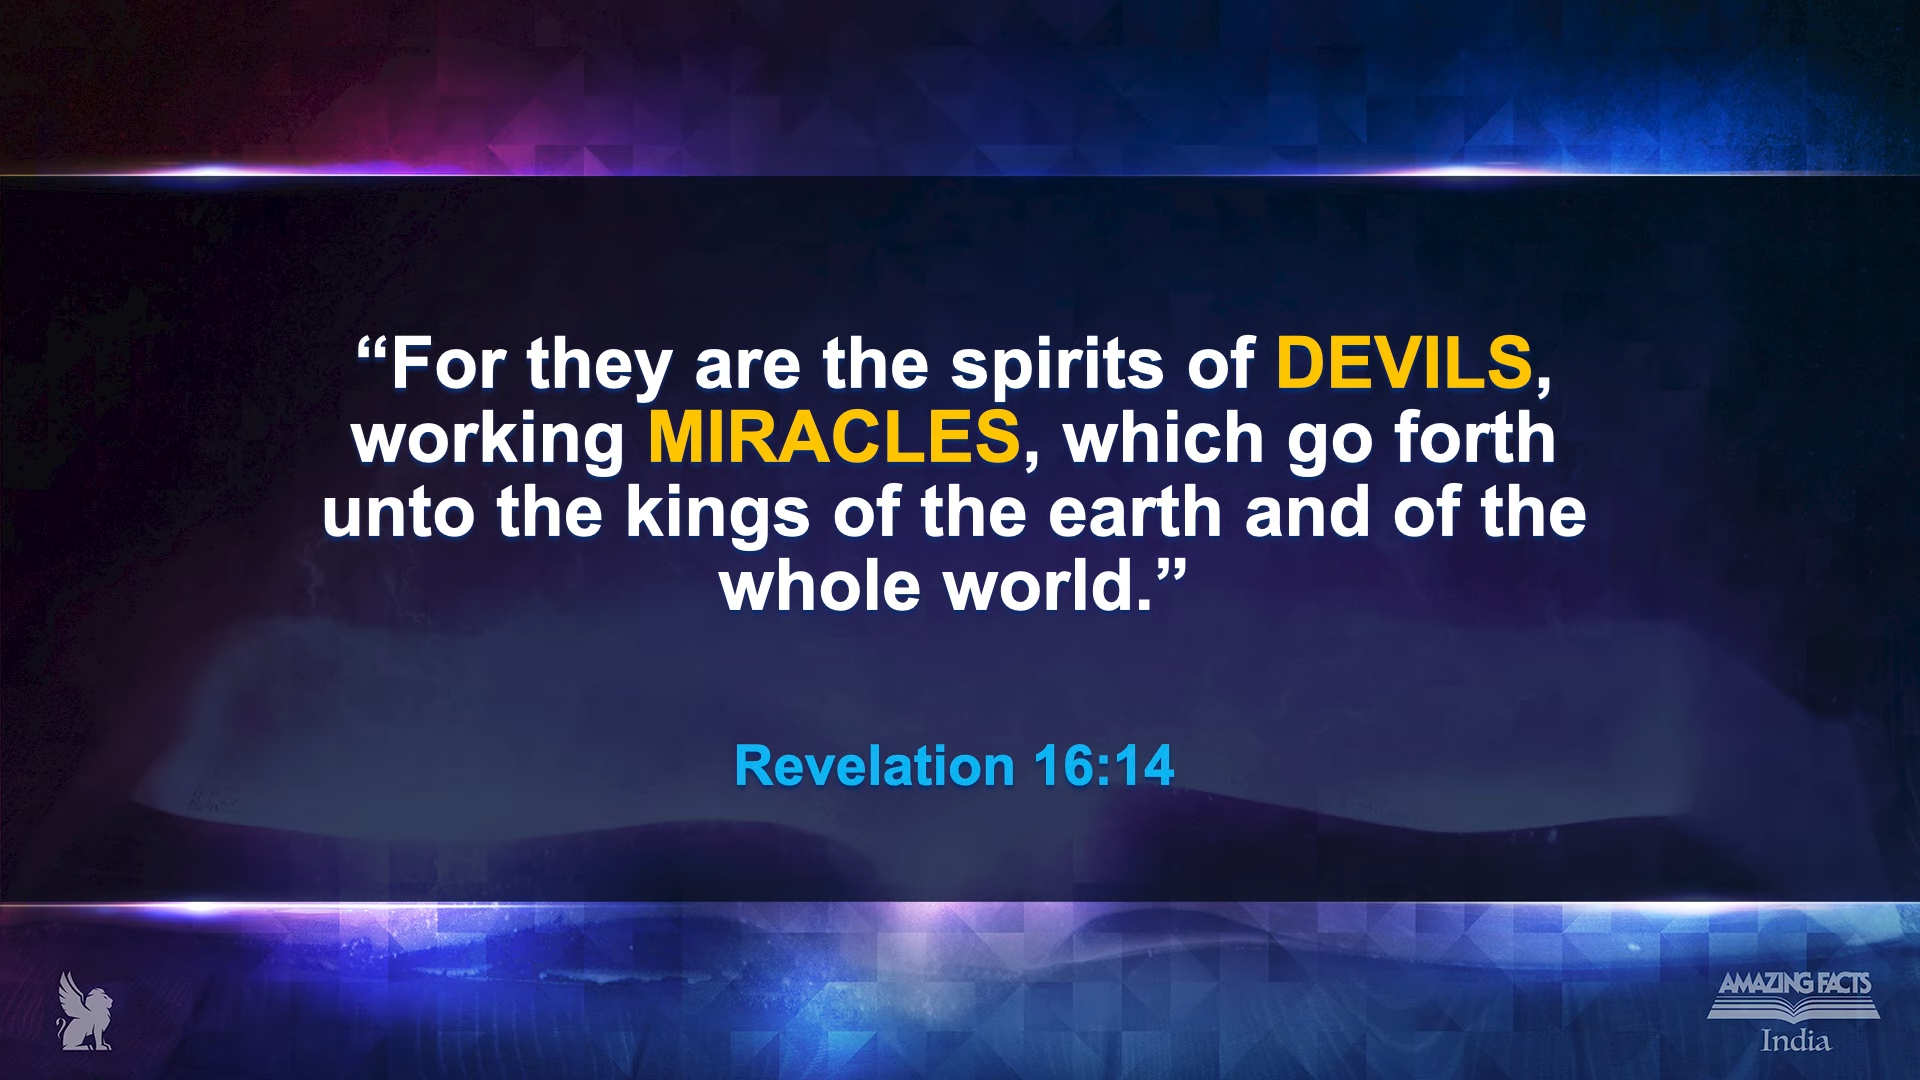 “For they are the spirits of DEVILS,
working MIRACLES, which go forth
unto the kings of the earth and of the
whole world.”
Revelation 16:14
AMAZING FACTS
India